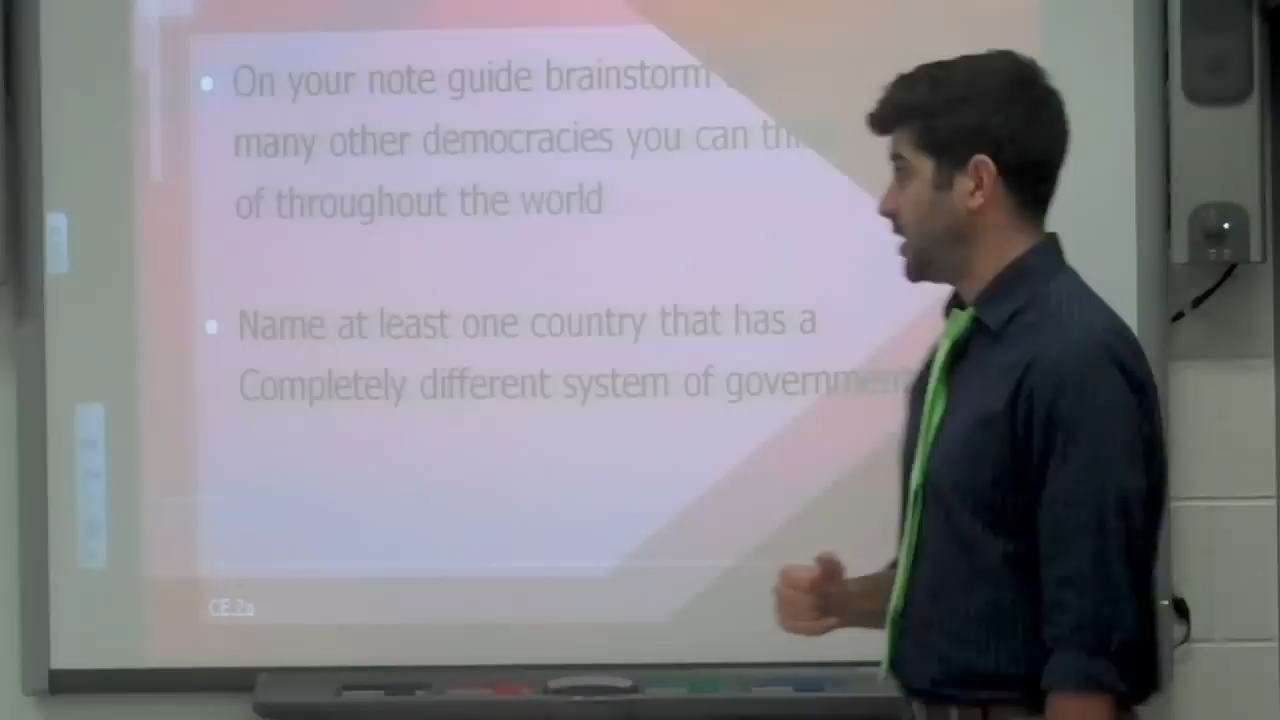 On your note guide brainstorm
many other democracies you can
of throughout the world
Name at least one country that has a
Completely different system of government
CE.2a